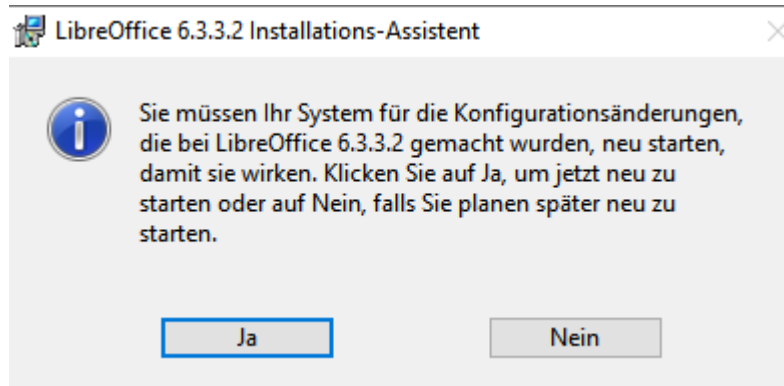 LibreOffice 6.3.3.2 Installations-Assistent
Sie müssen Ihr System für die Konfigurationsänderungen,
die bei LibreOffice 6.3.3.2 gemacht wurden, neu starten,
damit sie wirken. Klicken Sie auf Ja, um jetzt neu zu
starten oder auf Nein, falls Sie planen später neu zu
starten.
Ja Nein